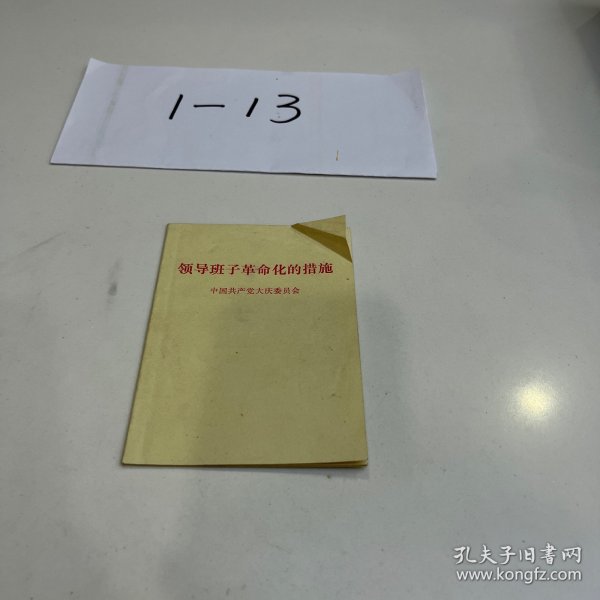 1-13
领导班子革命化的措施
中国共产党大庆委员会
孔夫子旧书网
www.kongfz.com